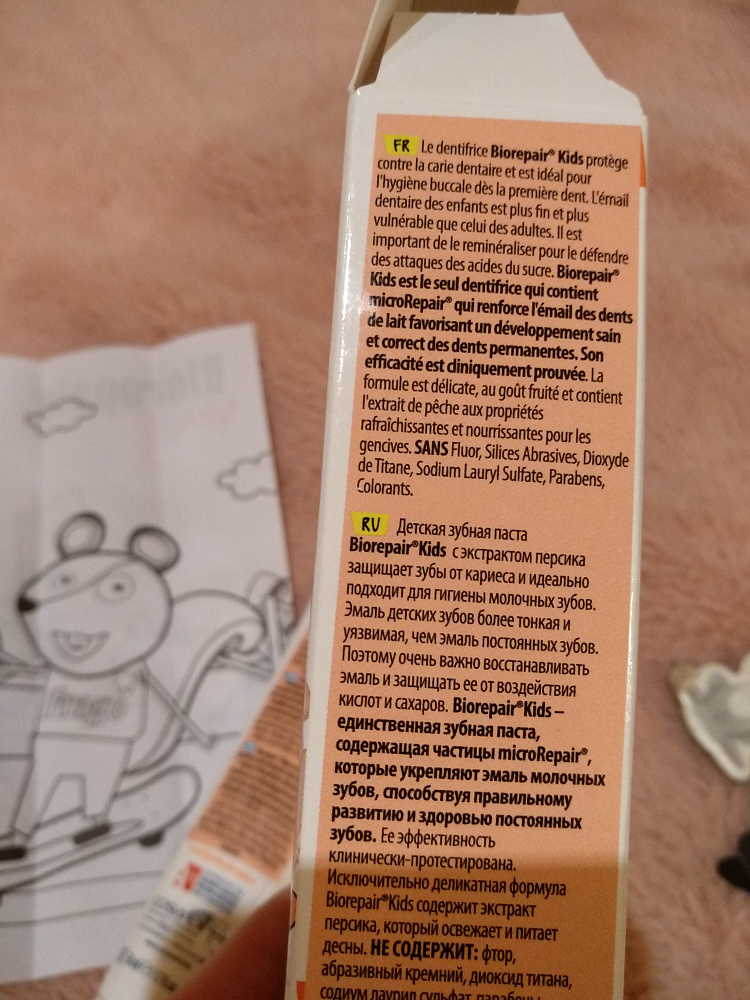 FR Le dentifrice Biorepair® Kids protège
contre la carie dentaire et est idéal pour
l'hygiène buccale dès la première dent. L'émail
dentaire des enfants est plus fin et plus
vulnérable que celui des adultes. Il est
important de le reminéraliser pour le défendre
des attaques des acides du sucre. Biorepair®
Kids est le seul dentifrice qui contient
microRepair® qui renforce l'émail des dents
de lait favorisant un développement sain
et correct des dents permanentes. Son
efficacité est cliniquement prouvée. La
formule est délicate, au goût fruité et contient
l'extrait de pêche aux propriétés
rafraîchissantes et nourrissantes pour les
gencives. SANS Fluor, Silices Abrasives, Dioxyde
de Titane, Sodium Lauryl Sulfate, Parabens,
Colorants.
RU Детская зубная паста
Biorepair®Kids с экстрактом персика
защищает зубы от кариеса и идеально
подходит для гигиены молочных зубов.
Эмаль детских зубов более тонкая и
уязвимая, чем эмаль постоянных зубов.
Поэтому очень важно восстанавливать
эмаль и защищать ее от воздействия
кислот и сахаров. Biorepair®Kids –
единственная зубная паста,
содержащая частицы microRepair®,
которые укрепляют эмаль молочных
зубов, способствуя правильному
развитию и здоровью постоянных
зубов. Ее эффективность
клинически-протестирована.
Исключительно деликатная формула
Biorepair®Kids содержит экстракт
персика, который освежает и питает
десны. НЕ СОДЕРЖИТ: фтор,
абразивный кремний, диоксид титана,
содиум лаурил сульфат, парабены,